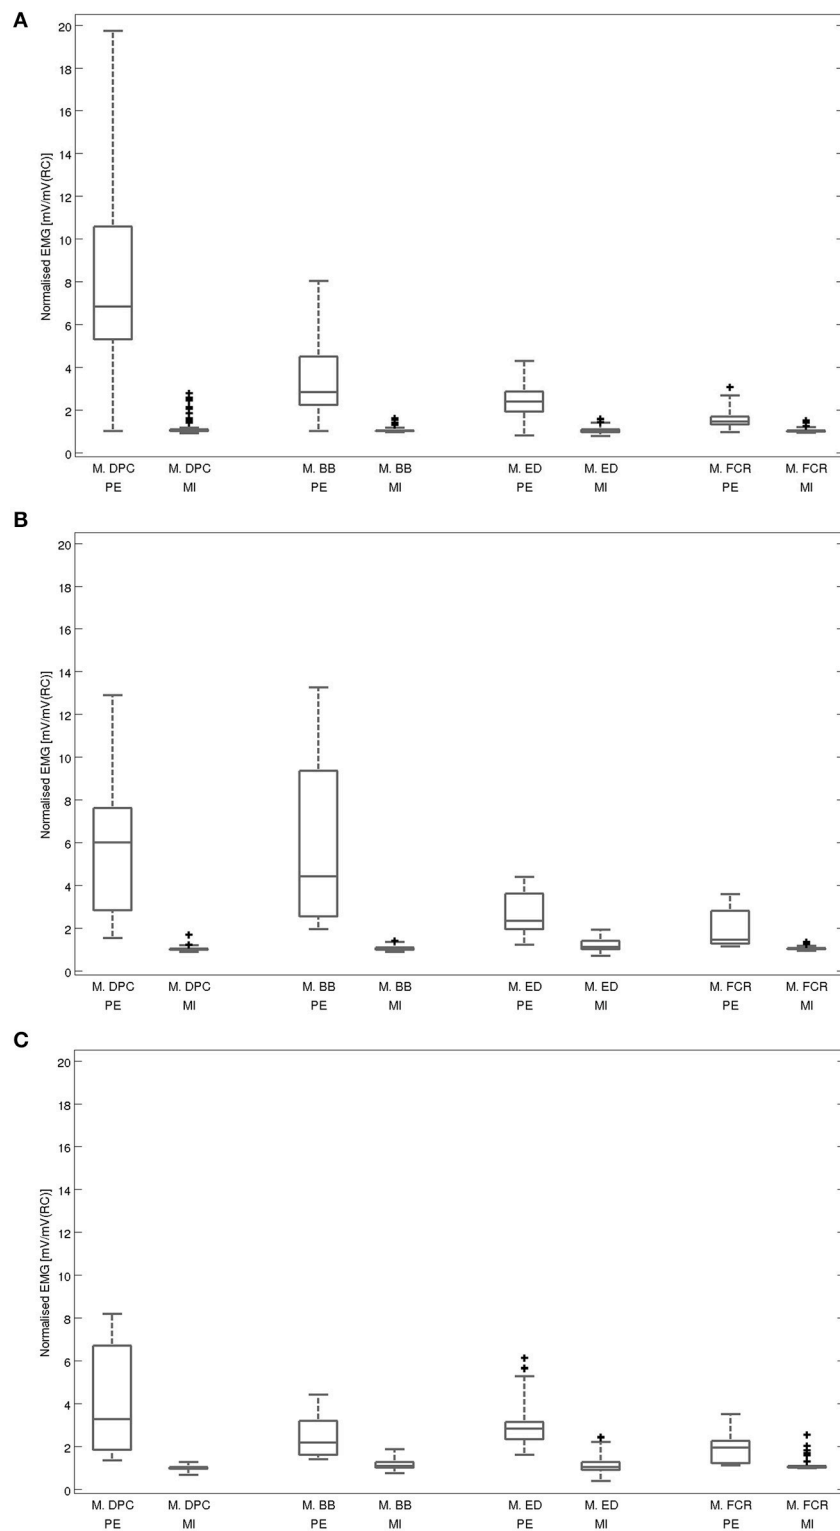 A
20
18
16
14
12
10
8
6
4
2
0
Normalised EMG [mV/mV(RC)]
M. DPC M. DPC M. BB M. BB M. ED M. ED M. FCR M. FCR
PE MI PE MI PE MI PE MI
B
20
18
16
14
12
10
8
6
4
2
0
Normalised EMG [mV/mV(RC)]
M. DPC M. DPC M. BB M. BB M. ED M. ED M. FCR M. FCR
PE MI PE MI PE MI PE MI
C
20
18
16
14
12
10
8
6
4
2
0
Normalised EMG [mV/mV(RC)]
M. DPC M. DPC M. BB M. BB M. ED M. ED M. FCR M. FCR
PE MI PE MI PE MI PE MI